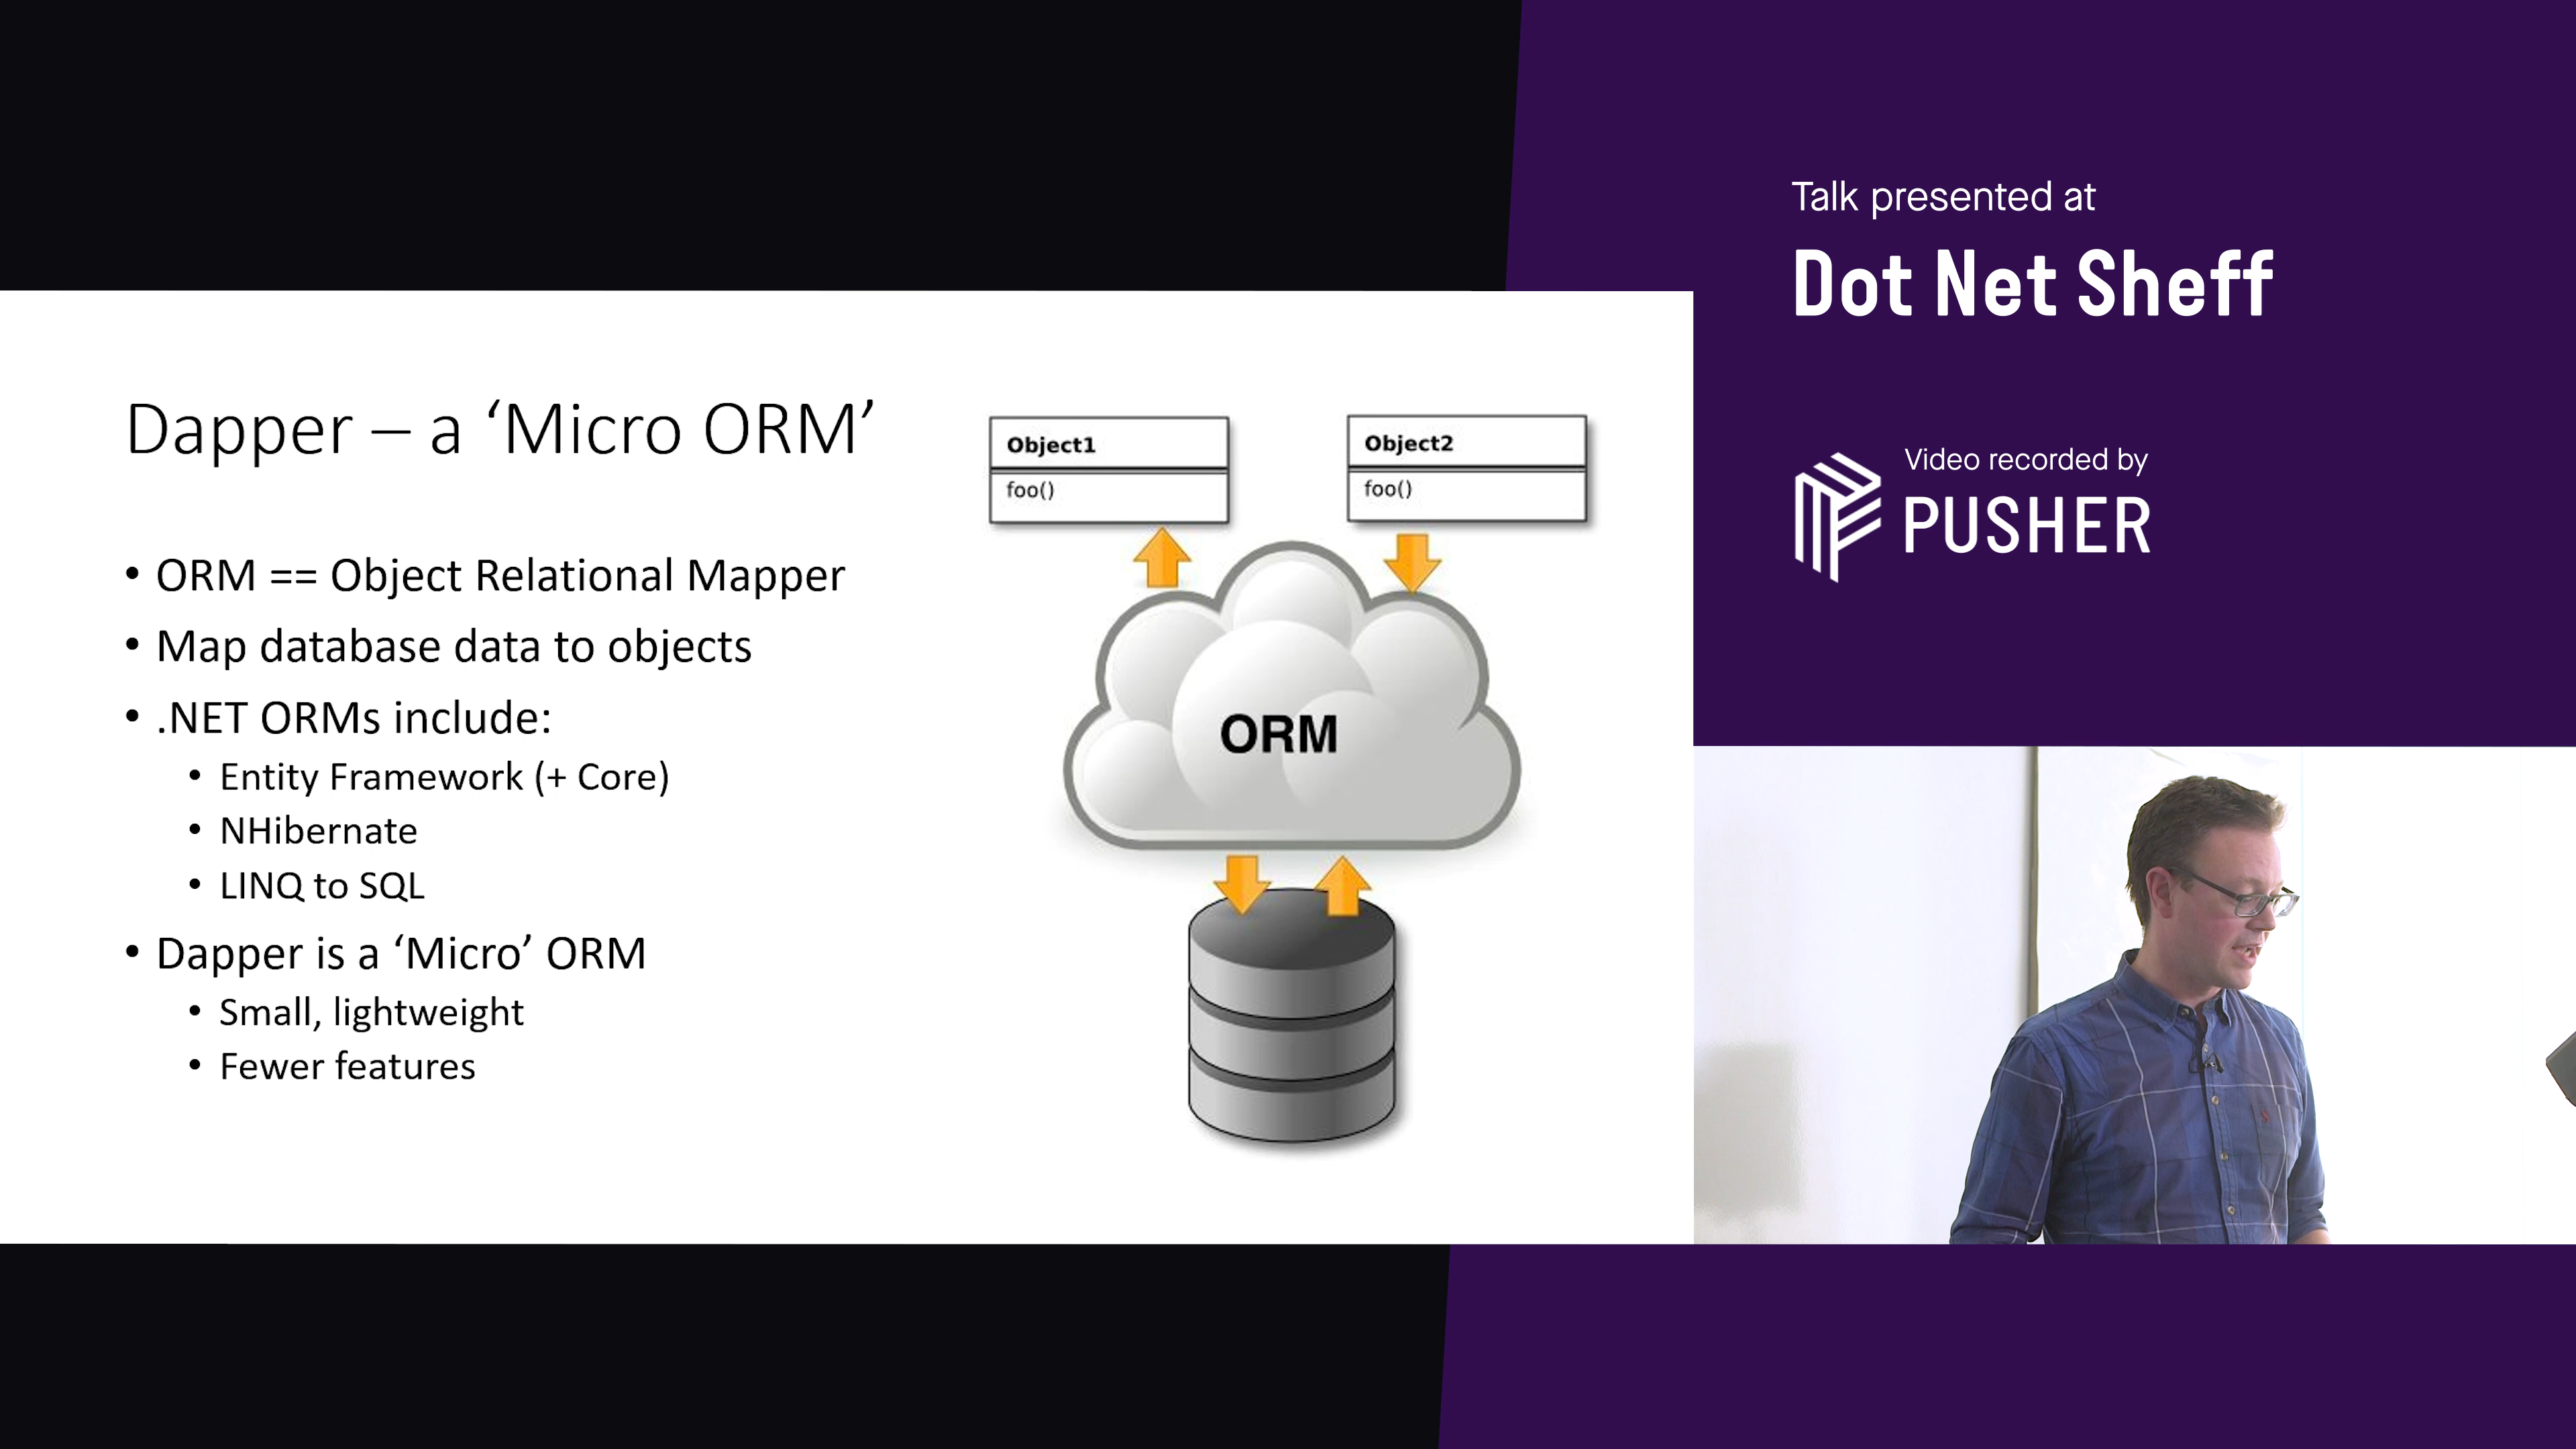 Dapper – a ‘Micro ORM’
• ORM == Object Relational Mapper
• Map database data to objects
• .NET ORMs include:
• Entity Framework (+ Core)
• NHibernate
• LINQ to SQL
• Dapper is a ‘Micro’ ORM
• Small, lightweight
• Fewer features
Object1
foo()
Object2
foo()
ORM
Talk presented at
Dot Net Sheff
Video recorded by
PUSHER